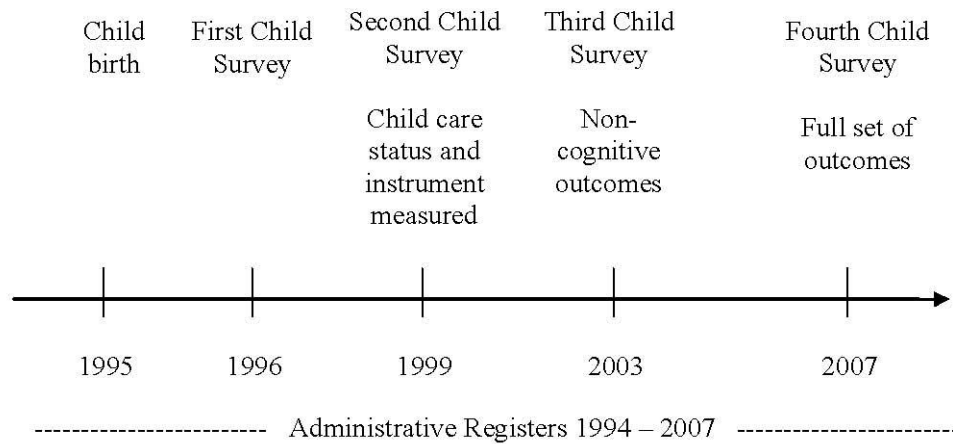 Child
birth
First Child
Survey
Second Child
Survey
Third Child
Survey
Fourth Child
Survey
Child care
status and
instrument
measured
Non-
cognitive
outcomes
Full set of
outcomes
1995
1996
1999
2003
2007
Administrative Registers 1994 – 2007